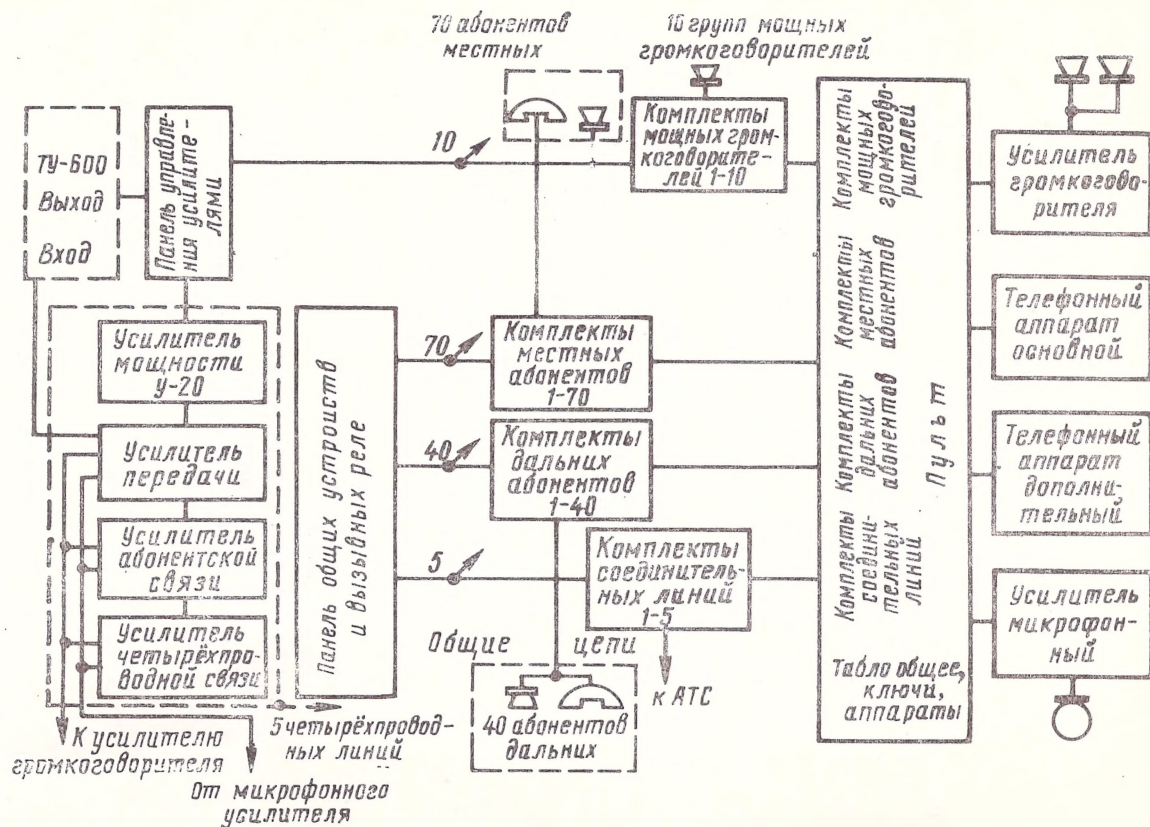 70 абонентов
местных
10 групп мощных
громкоговорителей
ТУ-600
Выход
Вход
Панель управле-
ния усилите-
лями
10
Комплекты
мощных гром-
коговорате-
лей 1-10
Комплекты
мощных
громкогово-
рителей
Усилитель
громкогово-
рителя
Усилитель
мощности
У-20
Усилитель
передачи
Усилитель
абонентской
связи
Усилитель
четырёхпро-
водной связи
Панель общих устройств
и вызывных реле
70
Комплекты
местных
абонентов
1-70
Комплекты
местных
абонентов
Телефонный
аппарат
основной
40
Комплекты
дальних
абонентов
1-40
Комплекты
дальних
абонентов
Пульт
Телефонный
аппарат
дополни-
тельный
5
Комплекты
соединитель-
ных линий
1-5
Комплекты
соедини-
тельных
линий
Усилитель
микрофон-
ный
Общие цепи
к АТС
Табло общее,
ключи,
аппараты
40 абонентов
дальних
5 четырёхпровод-
ных линий
К усилителю
громкоговорителя
От микрофонного
усилителя